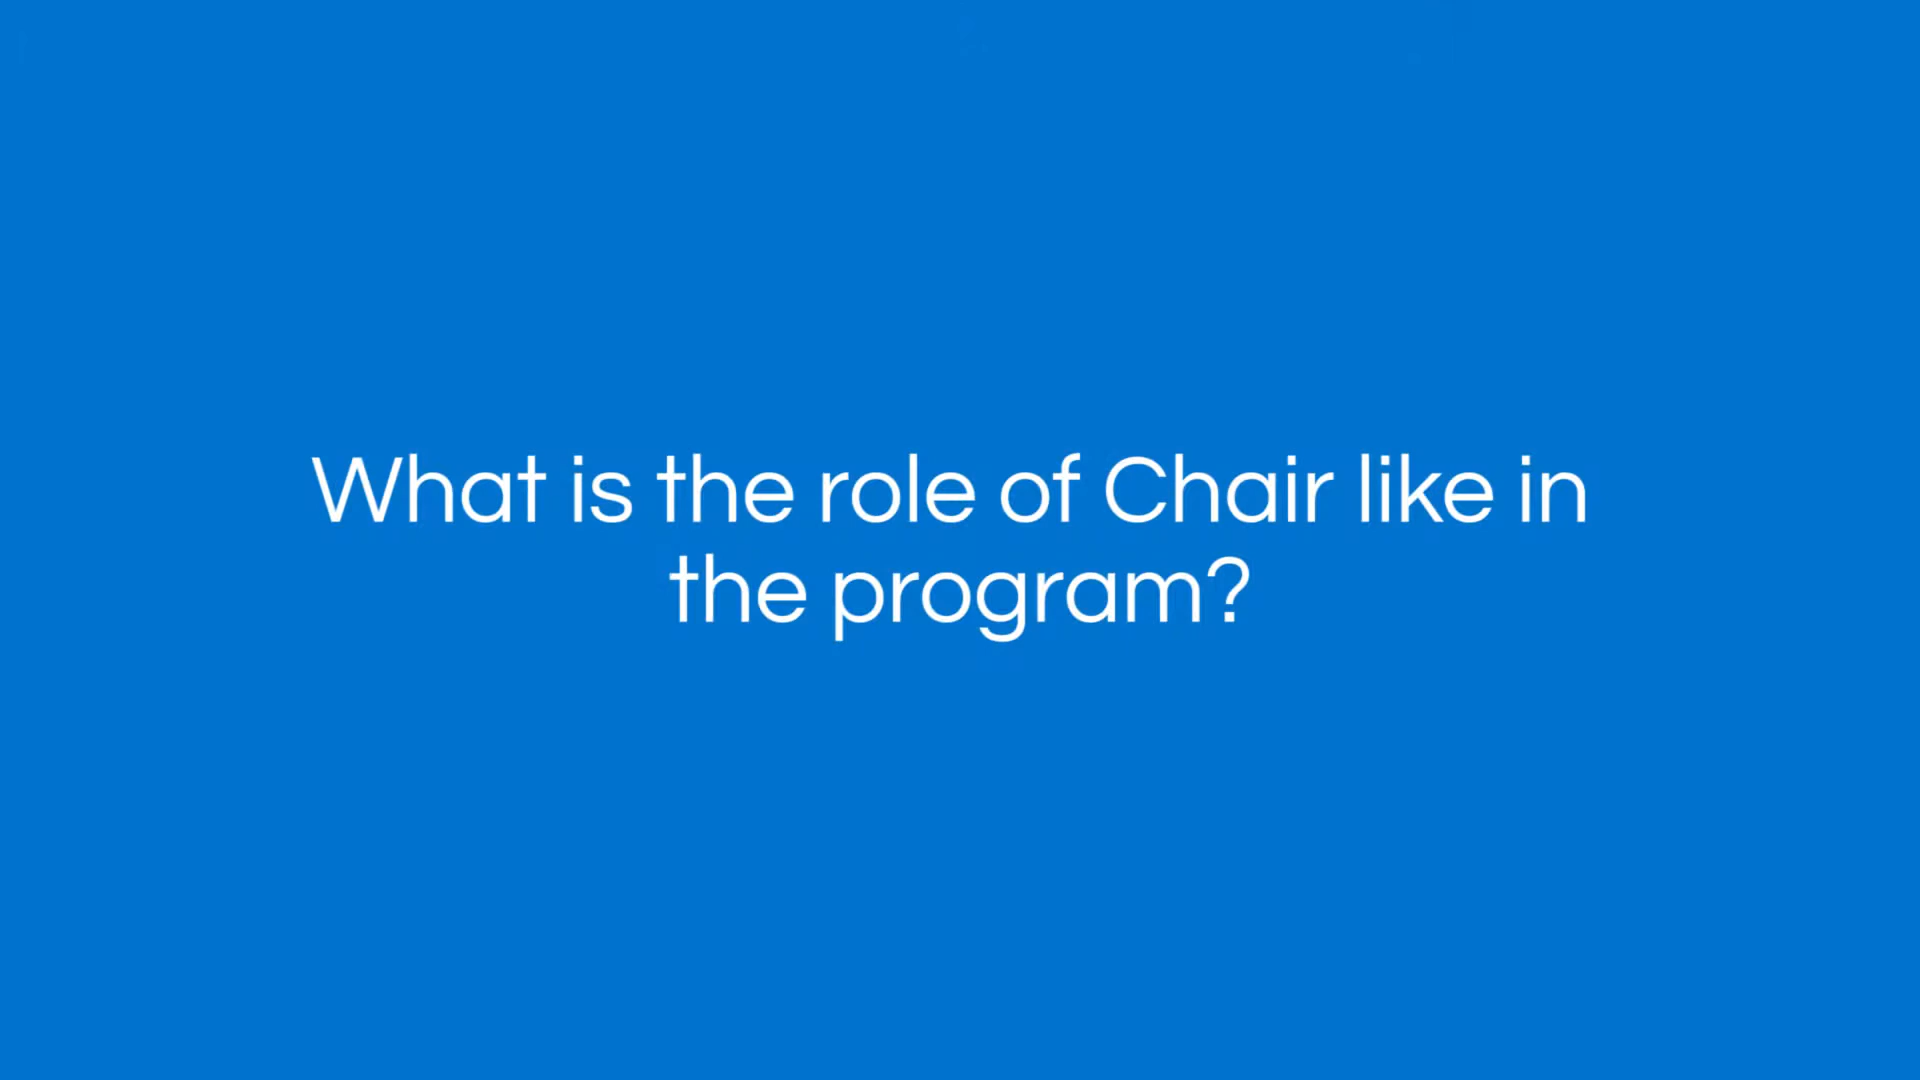 What is the role of Chair like in
the program?